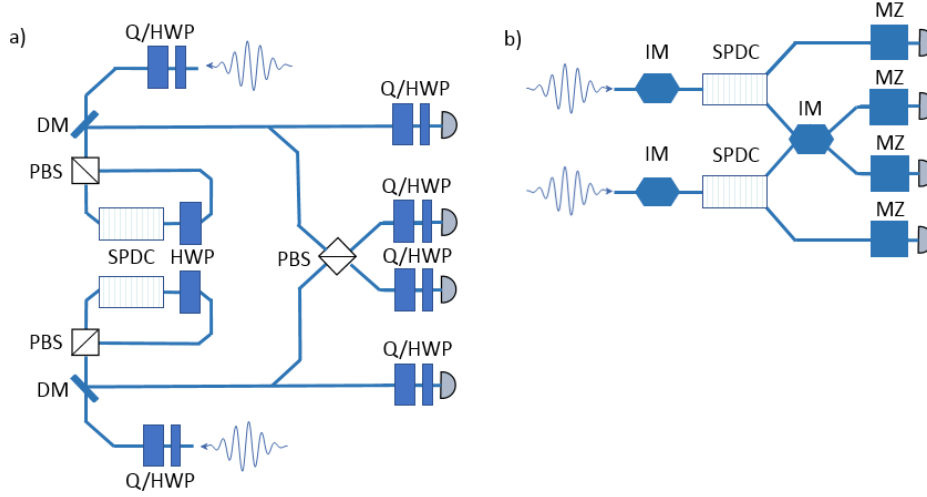 a)
Q/HWP
DM
PBS
SPDC HWP
PBS
DM
Q/HWP
Q/HWP
Q/HWP
PBS
Q/HWP
Q/HWP
b)
IM
SPDC
MZ
MZ
IM
IM
SPDC
MZ
MZ